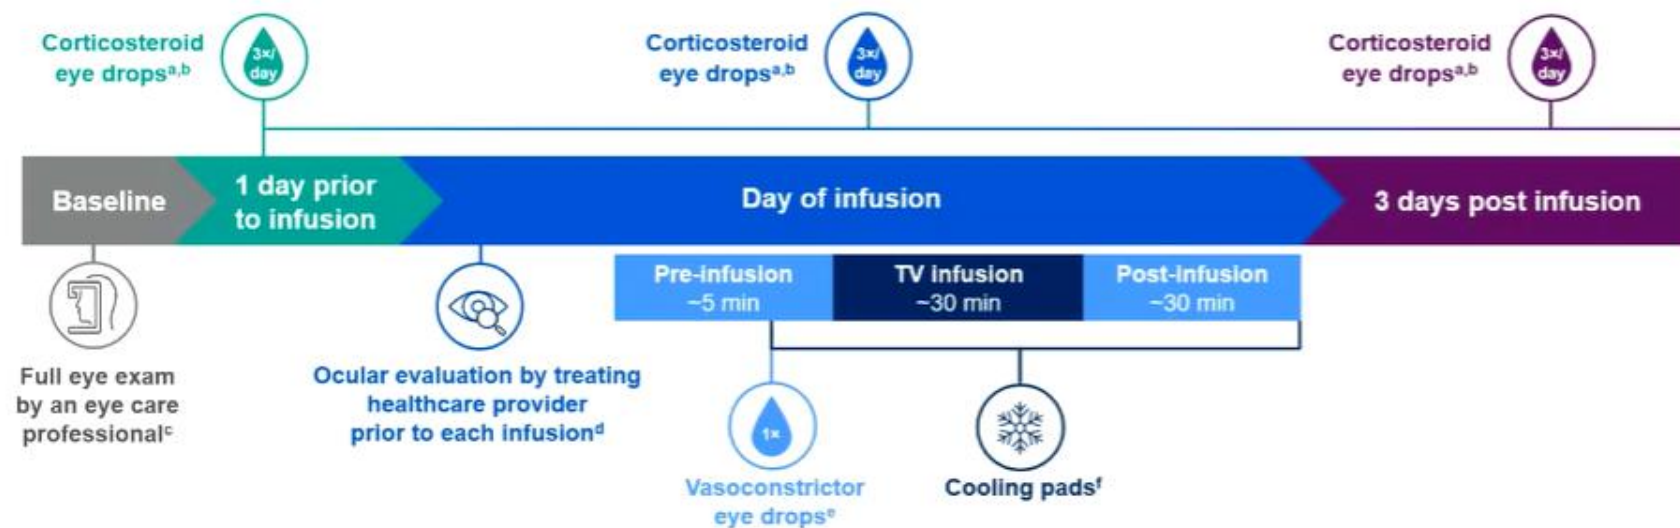 Corticosteroid
eye dropsᵃ,ᵇ
3x/
day
Corticosteroid
eye dropsᵃ,ᵇ
3x/
day
Corticosteroid
eye dropsᵃ,ᵇ
3x/
day
Baseline
1 day prior
to infusion
Day of infusion
3 days post infusion
Pre-infusion
~5 min
TV infusion
~30 min
Post-infusion
~30 min
Full eye exam
by an eye care
professionalᶜ
Ocular evaluation by treating
healthcare provider
prior to each infusionᵈ
1x
Vasoconstrictor
eye dropsᵉ
Cooling padsᶠ